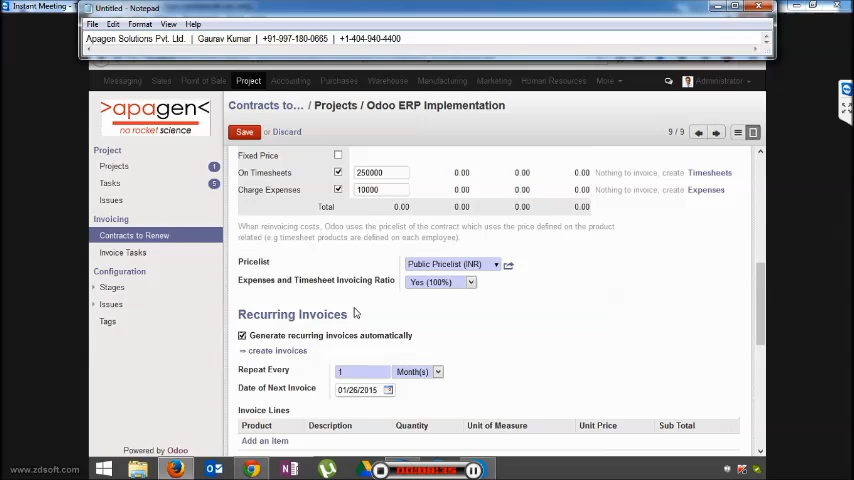 Instant Meeting - Te
Untitled - Notepad
File Edit Format View Help
Apagen Solutions Pvt. Ltd. | Gaurav Kumar | +91-997-180-0665 | +1-404-940-4400
Messaging Sales Point of Sale Project Accounting Purchases Warehouse Manufacturing Marketing Human Resources More Administrator
>apagen<
no rocket science
Contracts to... / Projects / Odoo ERP Implementation
Save or Discard
9 / 9
Project
Projects 1
Tasks 5
Issues
Invoicing
Contracts to Renew
Invoice Tasks
Configuration
Stages
Issues
Tags
Powered by Odoo
Fixed Price
On Timesheets 250000 0.00 0.00 0.00 Nothing to invoice, create Timesheets
Charge Expenses 10000 0.00 0.00 0.00 Nothing to invoice, create Expenses
Total 0.00 0.00 0.00 0.00
When reinvoicing costs, Odoo uses the pricelist of the contract which uses the price defined on the product
related (e.g timesheet products are defined on each employee).
Pricelist Public Pricelist (INR)
Expenses and Timesheet Invoicing Ratio Yes (100%)
Recurring Invoices
Generate recurring invoices automatically
⇒ create invoices
Repeat Every 1 Month(s)
Date of Next Invoice 01/26/2015
Invoice Lines
Product Description Quantity Unit of Measure Unit Price Sub Total
Add an item
www.zdsoft.com